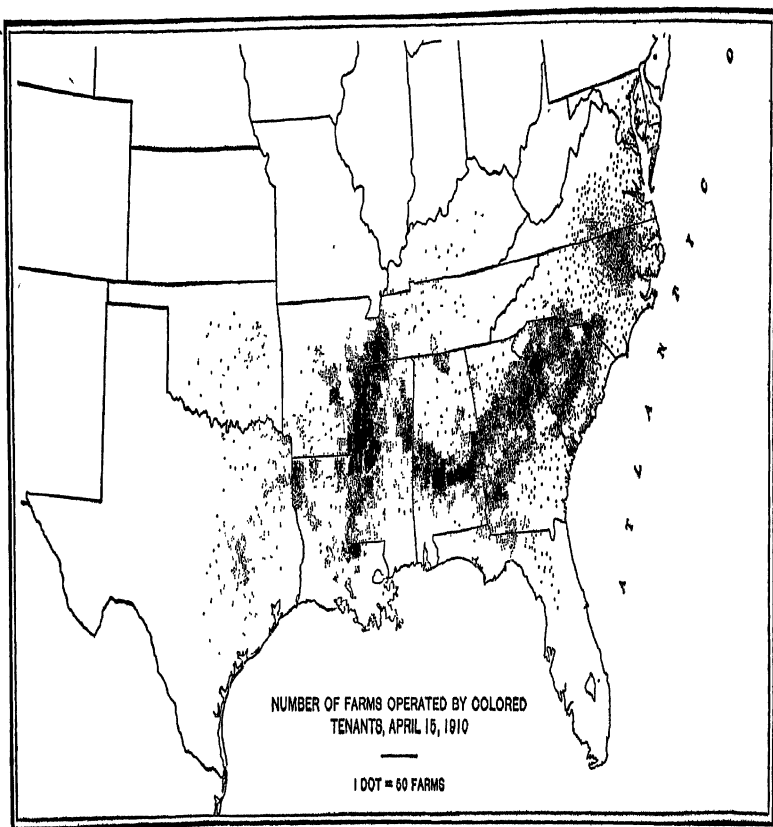 NUMBER OF FARMS OPERATED BY COLORED
TENANTS, APRIL 15, 1910
1 DOT = 50 FARMS